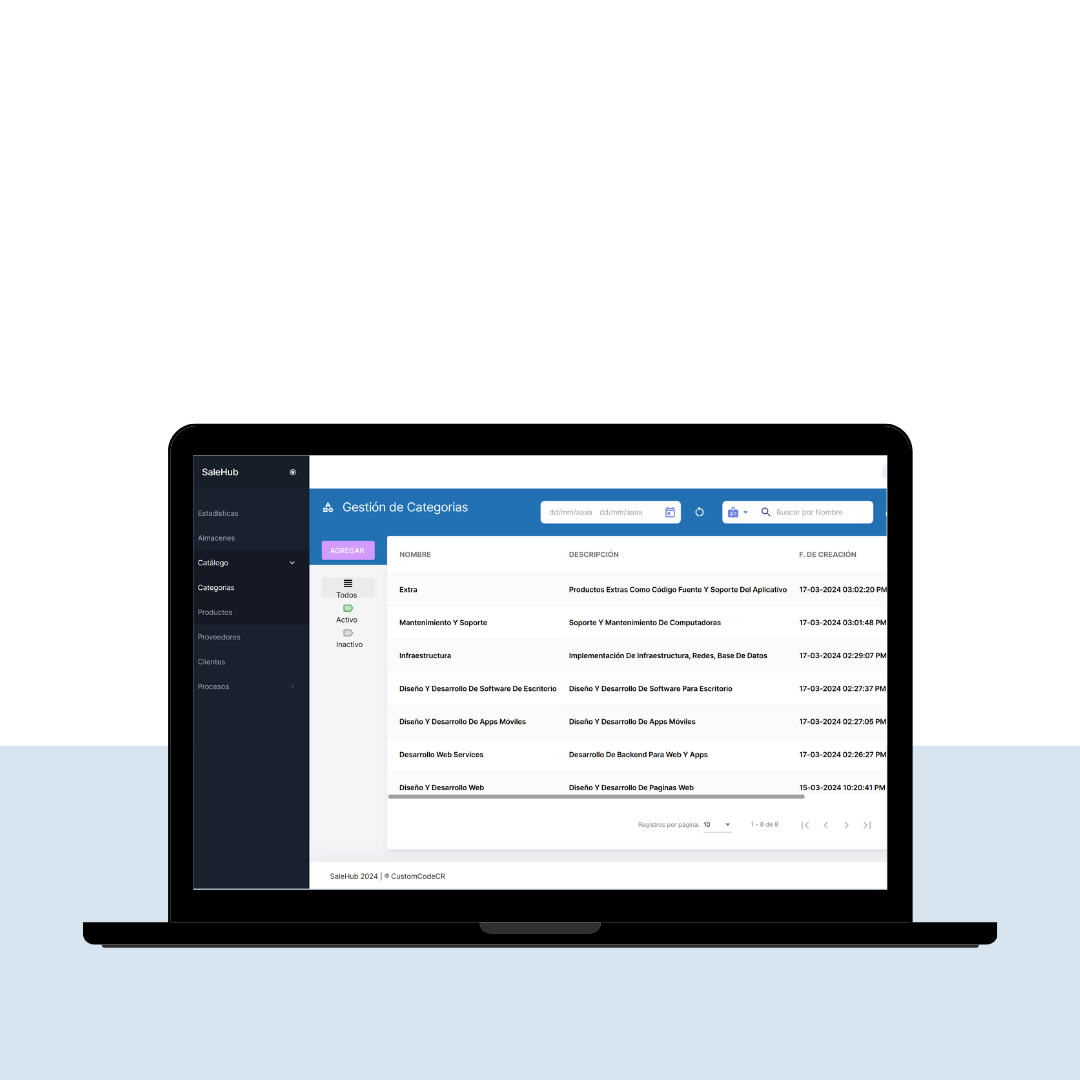 SaleHub
Estadísticas
Almacenes
Catálogo
Categorias
Productos
Proveedores
Clientes
Procesos
Gestión de Categorias
dd/mm/aaaa dd/mm/aaaa
Buscar por Nombre
AGREGAR
Todos
Activo
Inactivo
NOMBRE DESCRIPCIÓN F. DE CREACIÓN
Extra Productos Extras Como Código Fuente Y Soporte Del Aplicativo 17-03-2024 03:02:20 PM
Mantenimiento Y Soporte Soporte Y Mantenimiento De Computadoras 17-03-2024 03:01:48 PM
Infraestructura Implementación De Infraestructura, Redes, Base De Datos 17-03-2024 02:29:07 PM
Diseño Y Desarrollo De Software De Escritorio Diseño Y Desarrollo De Software Para Escritorio 17-03-2024 02:27:37 PM
Diseño Y Desarrollo De Apps Móviles Diseño Y Desarrollo De Apps Móviles 17-03-2024 02:27:05 PM
Desarrollo Web Services Desarrollo De Backend Para Web Y Apps 17-03-2024 02:26:27 PM
Diseño Y Desarrollo Web Diseño Y Desarrollo De Paginas Web 15-03-2024 10:20:41 PM
Registros por página: 10 1 - 8 de 8
SaleHub 2024 | ® CustomCodeCR